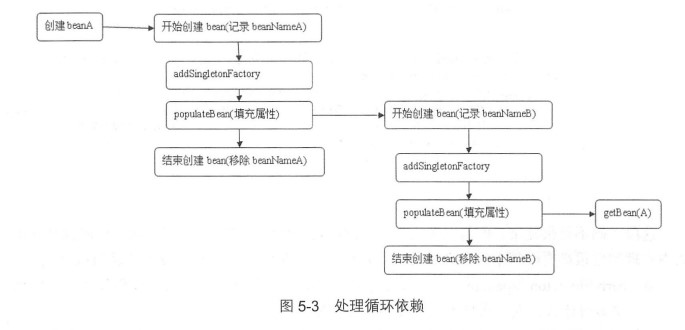 创建 beanA
开始创建 bean(记录 beanNameA)
addSingletonFactory
populateBean(填充属性)
结束创建 bean(移除 beanNameA)
开始创建 bean(记录 beanNameB)
addSingletonFactory
populateBean(填充属性)
getBean(A)
结束创建 bean(移除 beanNameB)
图 5-3 处理循环依赖